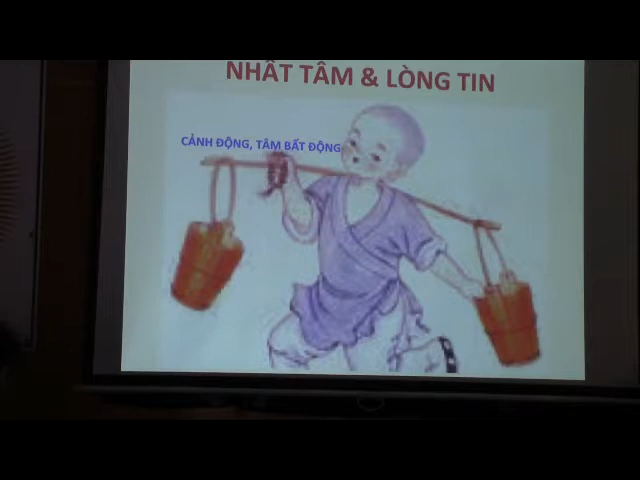 NHẤT TÂM & LÒNG TIN
CẢNH ĐỘNG, TÂM BẤT ĐỘNG